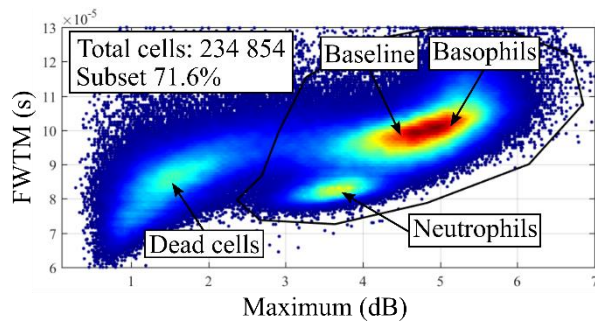 ×10⁻⁵
13
12
11
10
9
8
7
6
FWTM (s)
Total cells: 234 854
Subset 71.6%
Baseline
Basophils
Dead cells
Neutrophils
1 2 3 4 5 6 7
Maximum (dB)